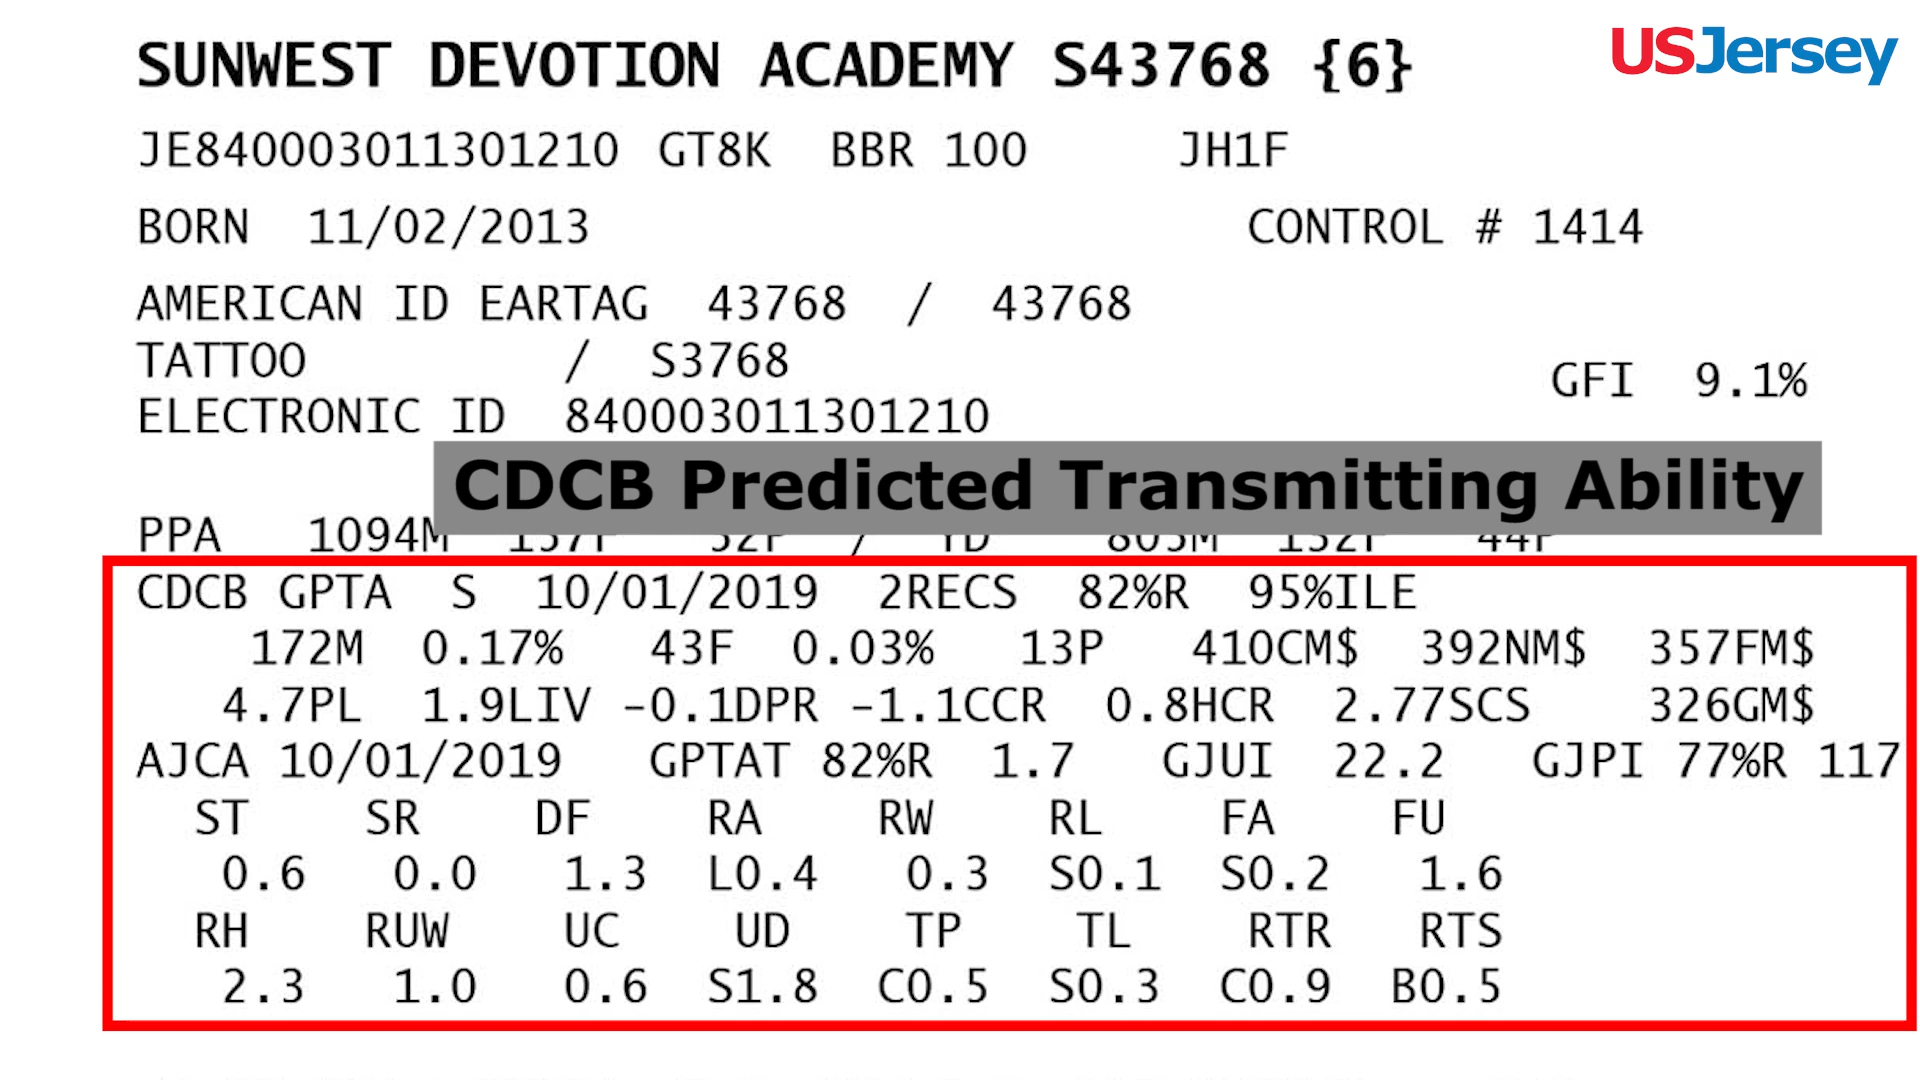 SUNWEST DEVOTION ACADEMY S43768 {6}
USJersey
JE840003011301210 GT8K BBR 100 JH1F
BORN 11/02/2013 CONTROL # 1414
AMERICAN ID EARTAG 43768 / 43768
TATTOO / S3768
GFI 9.1%
ELECTRONIC ID 840003011301210
CDCB Predicted Transmitting Ability
PPA 1094M 157F 52P / YD 805M 152F 44P
CDCB GPTA S 10/01/2019 2RECS 82%R 95%ILE
172M 0.17% 43F 0.03% 13P 410CM$ 392NM$ 357FM$
4.7PL 1.9LIV -0.1DPR -1.1CCR 0.8HCR 2.77SCS 326GM$
AJCA 10/01/2019 GPTAT 82%R 1.7 GJUI 22.2 GJPI 77%R 117
ST SR DF RA RW RL FA FU
0.6 0.0 1.3 L0.4 0.3 S0.1 S0.2 1.6
RH RUW UC UD TP TL RTR RTS
2.3 1.0 0.6 S1.8 C0.5 S0.3 C0.9 B0.5